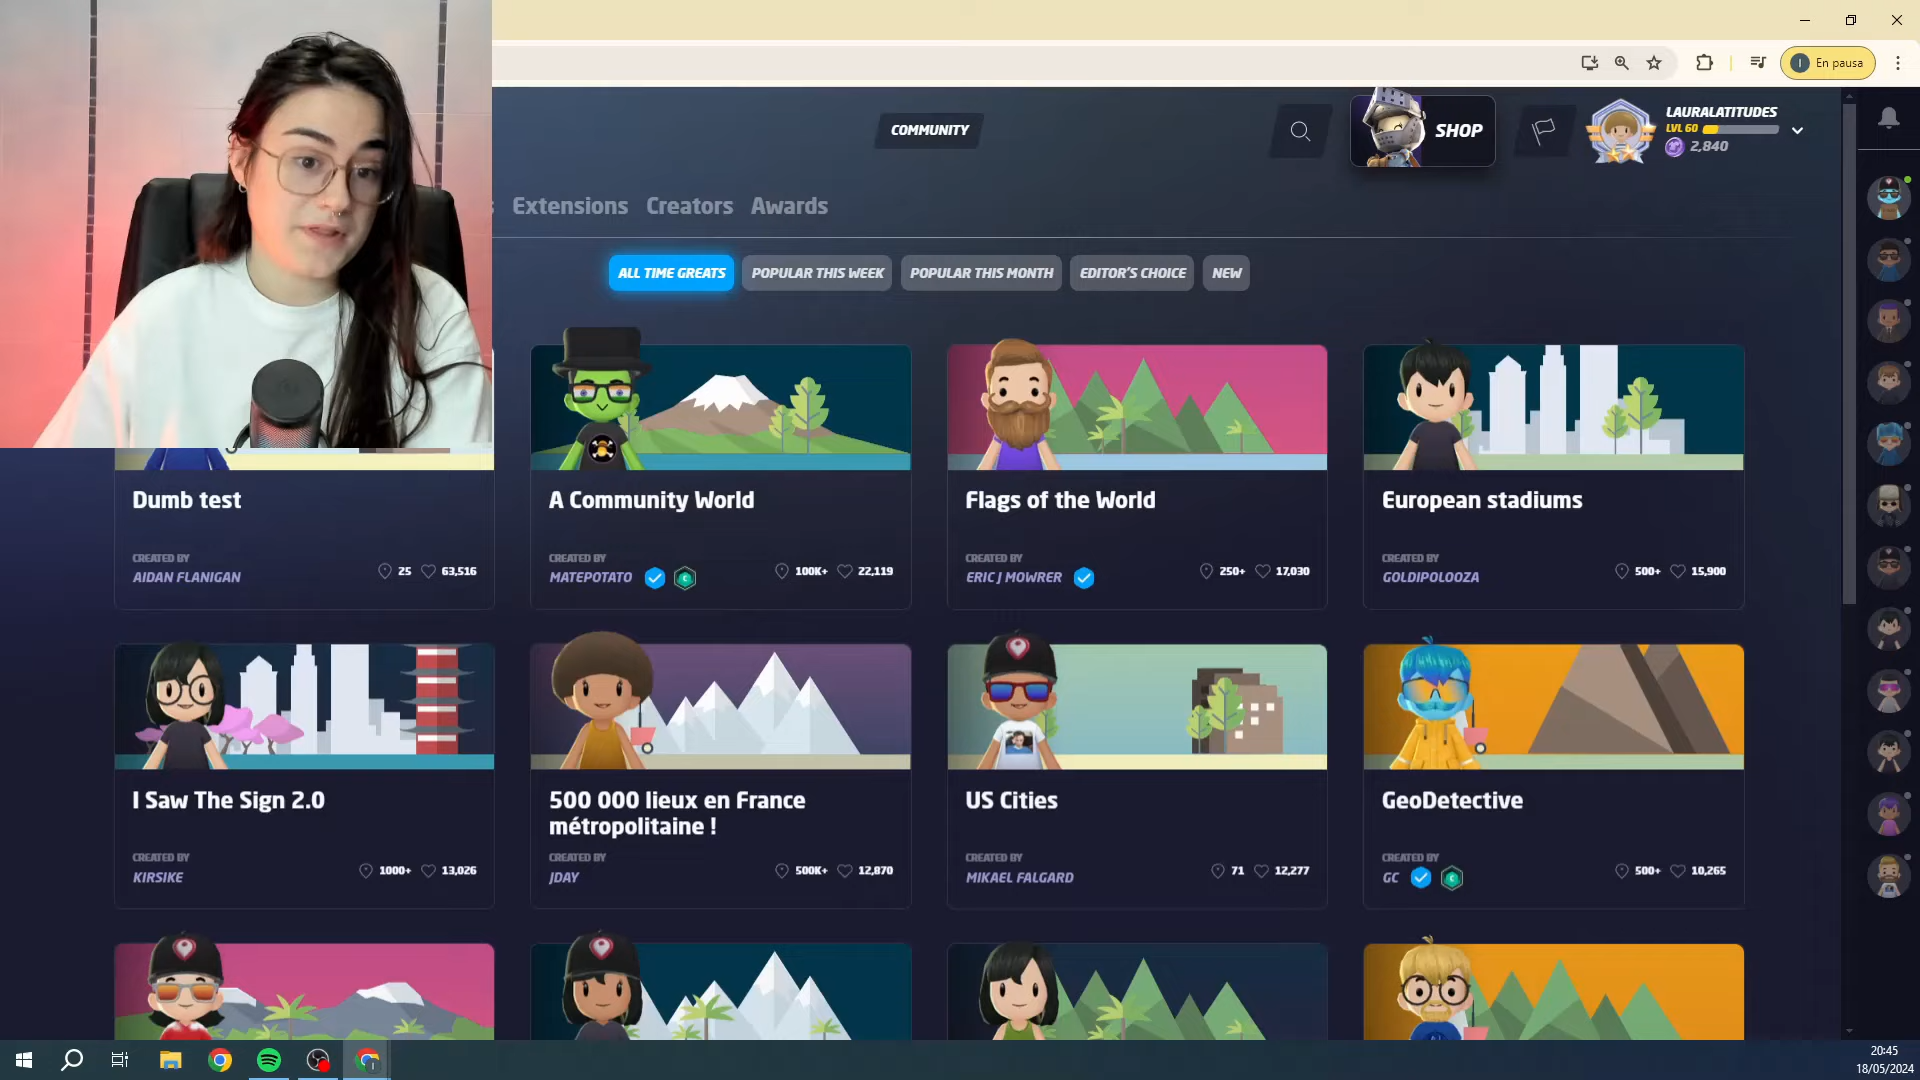 En pausa
COMMUNITY
SHOP
LAURALATITUDES
LVL 60
2,840
Extensions
Creators
Awards
ALL TIME GREATS
POPULAR THIS WEEK
POPULAR THIS MONTH
EDITOR'S CHOICE
NEW
Dumb test
CREATED BY
AIDAN FLANIGAN
25
63,516
A Community World
CREATED BY
MATEPOTATO
100K+
22,119
Flags of the World
CREATED BY
ERIC J MOWRER
250+
17,030
European stadiums
CREATED BY
GOLDIPOLOOZA
500+
15,900
I Saw The Sign 2.0
CREATED BY
KIRSIKE
1000+
13,026
500 000 lieux en France
métropolitaine !
CREATED BY
JDAY
500K+
12,870
US Cities
CREATED BY
MIKAEL FALGARD
71
12,277
GeoDetective
CREATED BY
GC
500+
10,265
20:45
18/05/2024